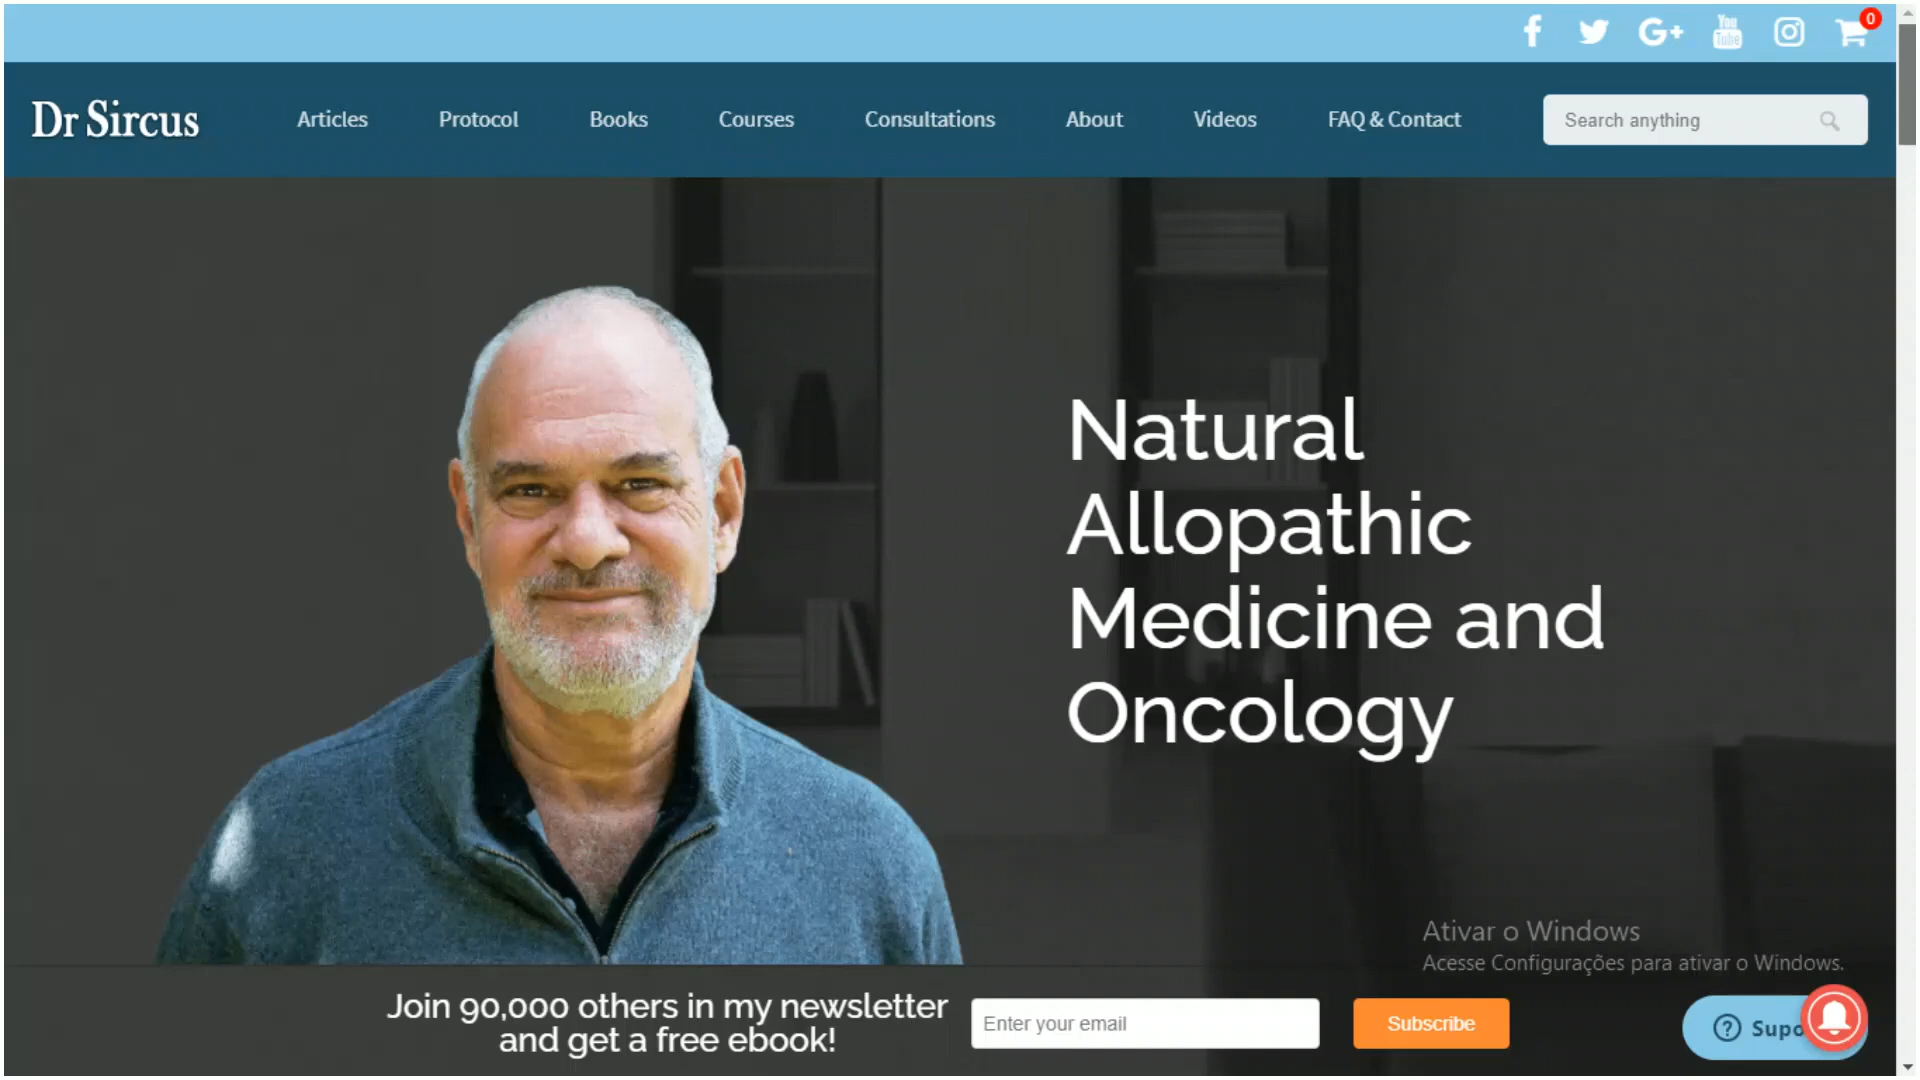 0
Dr Sircus
Articles
Protocol
Books
Courses
Consultations
About
Videos
FAQ & Contact
Search anything
Natural
Allopathic
Medicine and
Oncology
Ativar o Windows
Acesse Configurações para ativar o Windows.
Join 90,000 others in my newsletter
and get a free ebook!
Enter your email
Subscribe